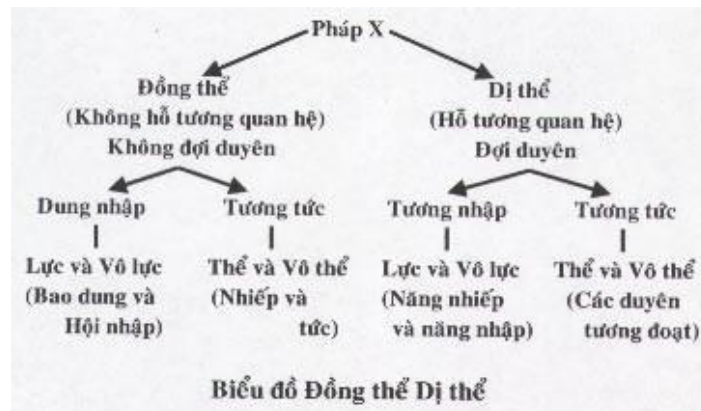 Pháp X
Đồng thể
(Không hỗ tương quan hệ)
Không đợi duyên
Dị thể
(Hỗ tương quan hệ)
Đợi duyên
Dung nhập
Lực và Vô lực
(Bao dung và
Hội nhập)
Tương tức
Thể và Vô thể
(Nhiếp và
tức)
Tương nhập
Lực và Vô lực
(Năng nhiếp
và năng nhập)
Tương tức
Thể và Vô thể
(Các duyên
tương đoạt)
Biểu đồ Đồng thể Dị thể